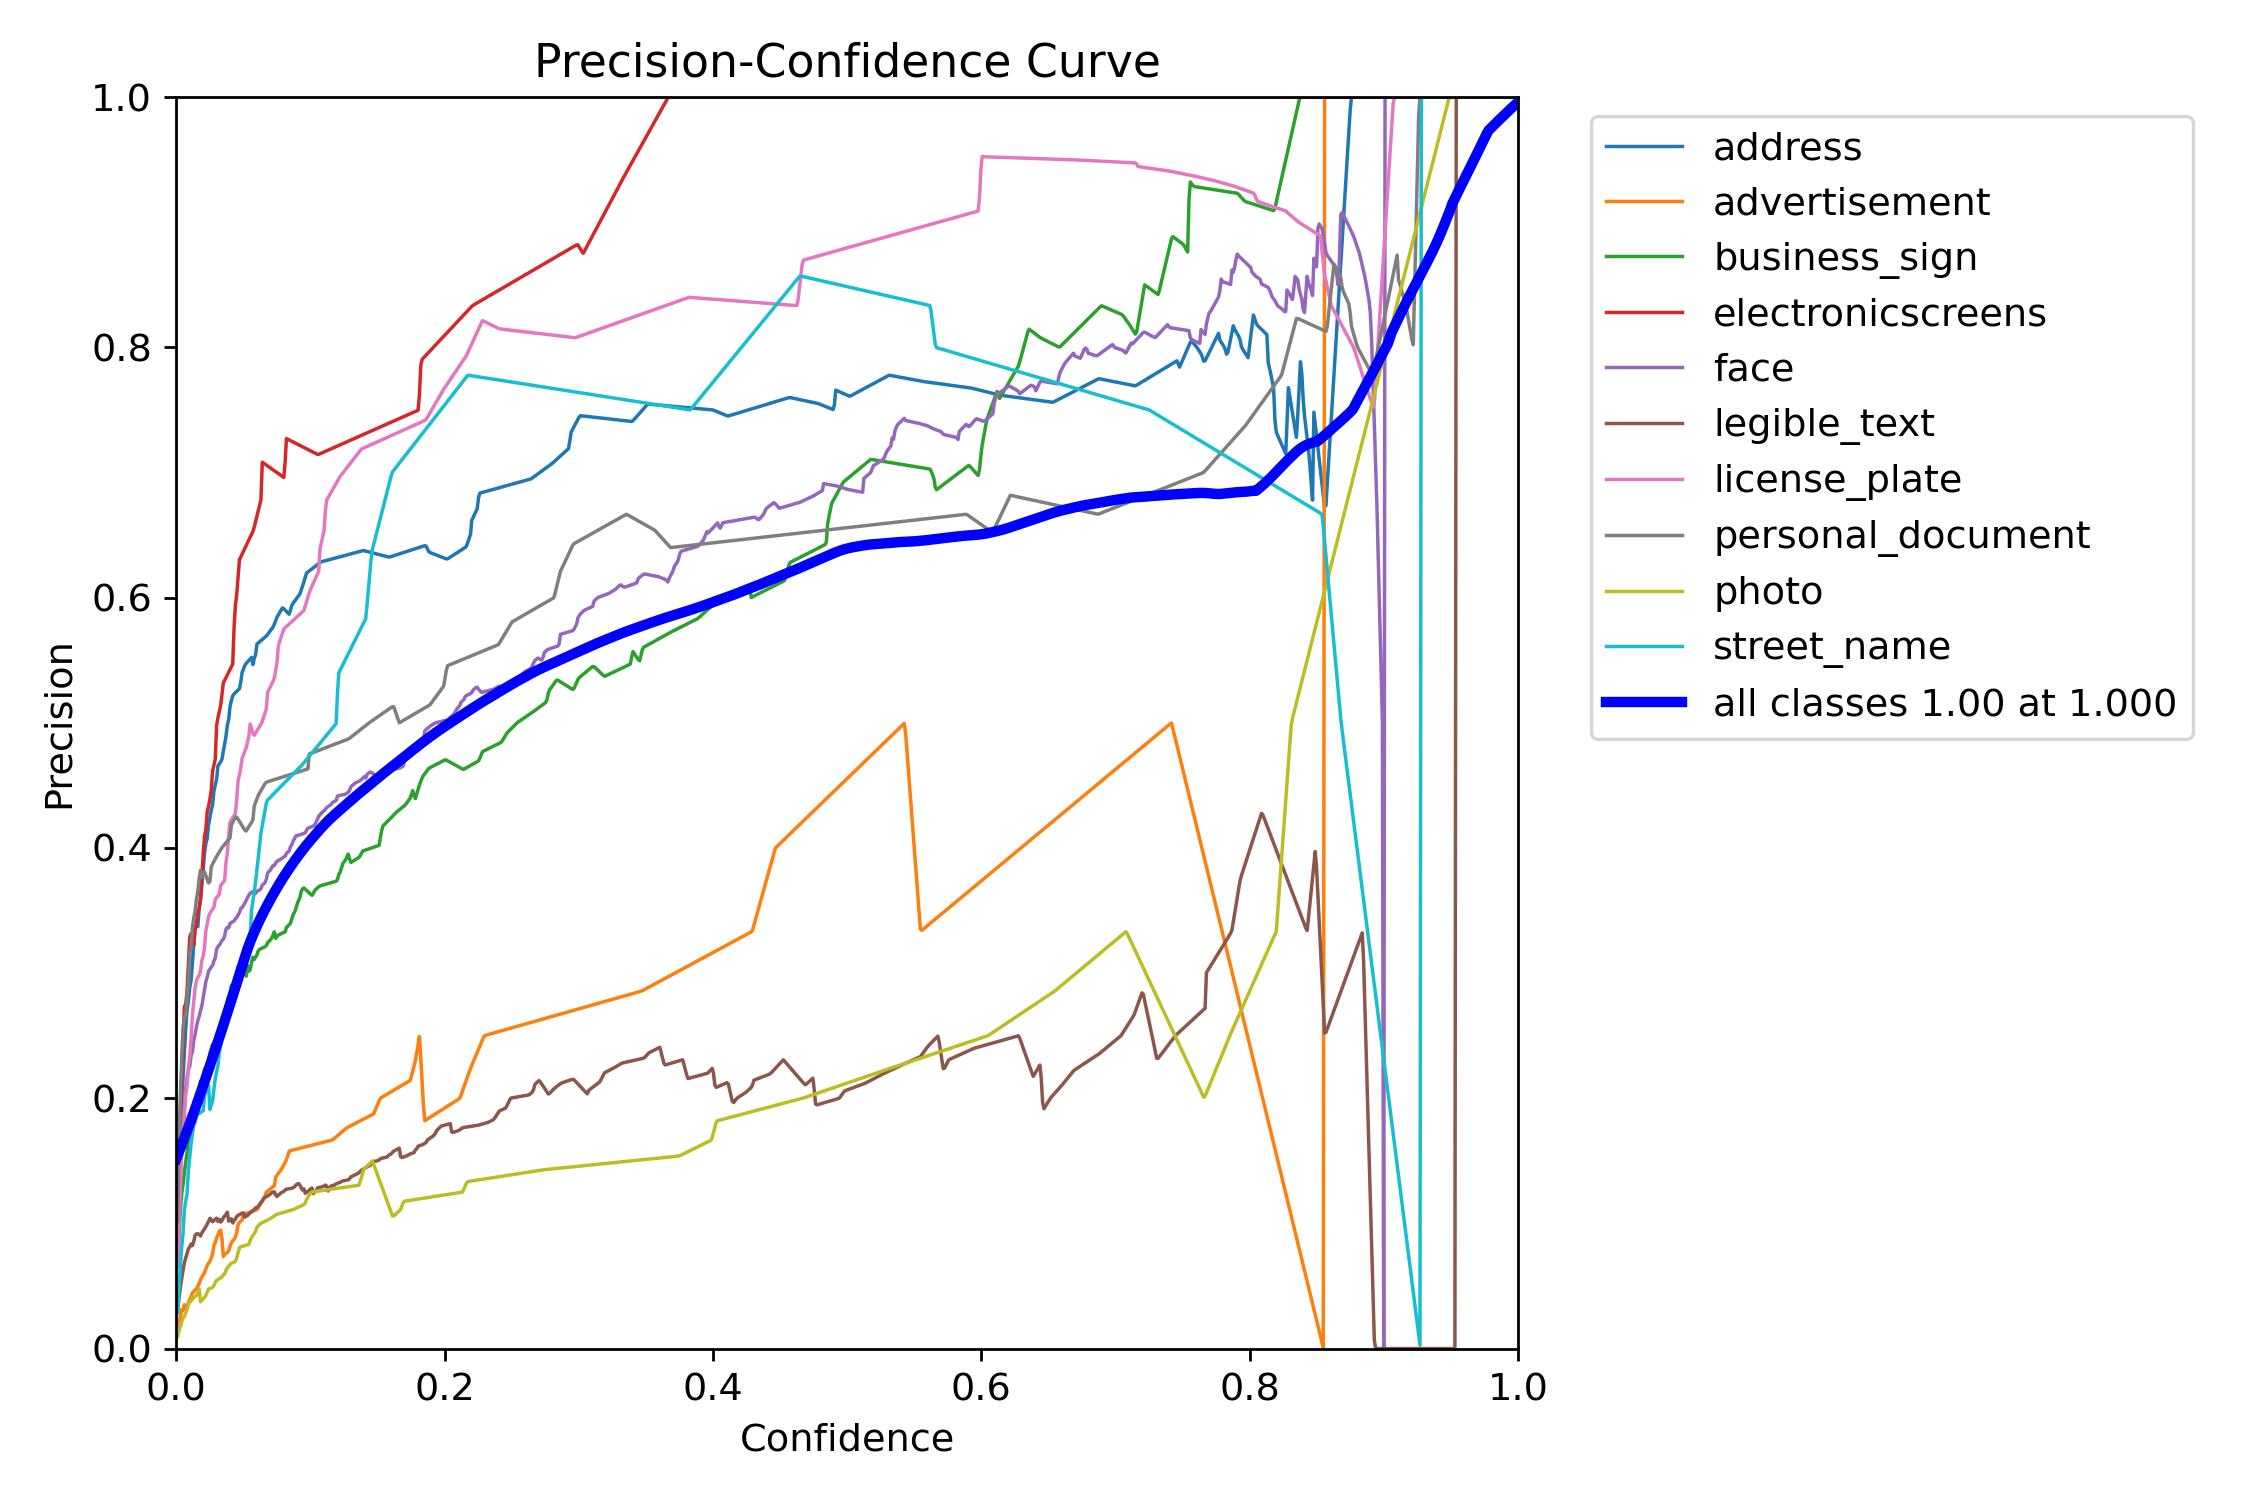 Precision-Confidence Curve
1.0
0.8
0.6
0.4
0.2
0.0
Precision
0.0 0.2 0.4 0.6 0.8 1.0
Confidence
address
advertisement
business_sign
electronicscreens
face
legible_text
license_plate
personal_document
photo
street_name
all classes 1.00 at 1.000